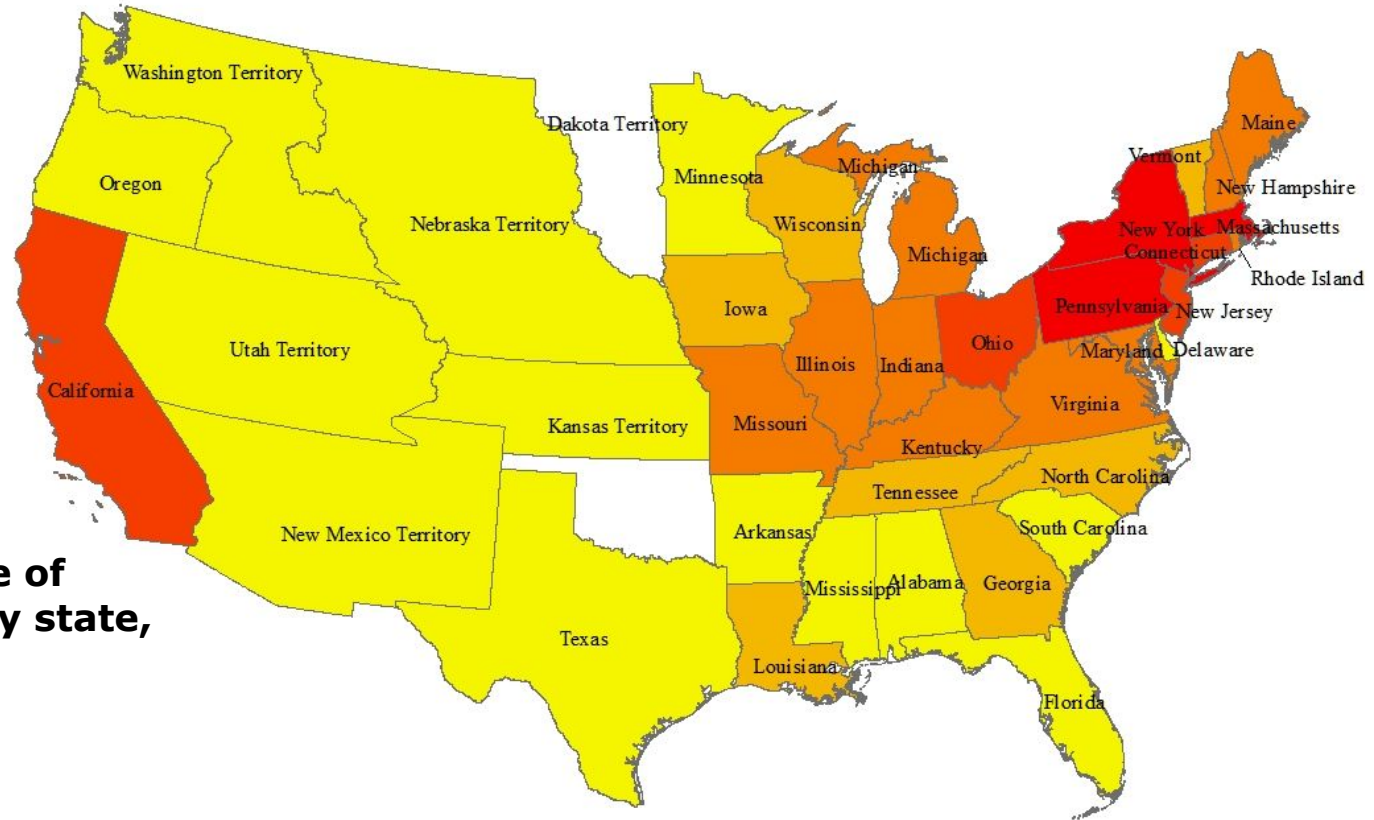 Washington Territory
Dakota Territory
Maine
Vermont
Michigan
Minnesota
Oregon
New Hampshire
Nebraska Territory
Wisconsin
New York
Massachusetts
Michigan
Connecticut
Rhode Island
Iowa
Pennsylvania
New Jersey
Utah Territory
Ohio
Maryland
Delaware
Illinois
Indiana
California
Virginia
Kansas Territory
Missouri
Kentucky
North Carolina
Tennessee
New Mexico Territory
Arkansas
South Carolina
Mississippi
Alabama
Georgia
e of
y state,
Texas
Louisiana
Florida